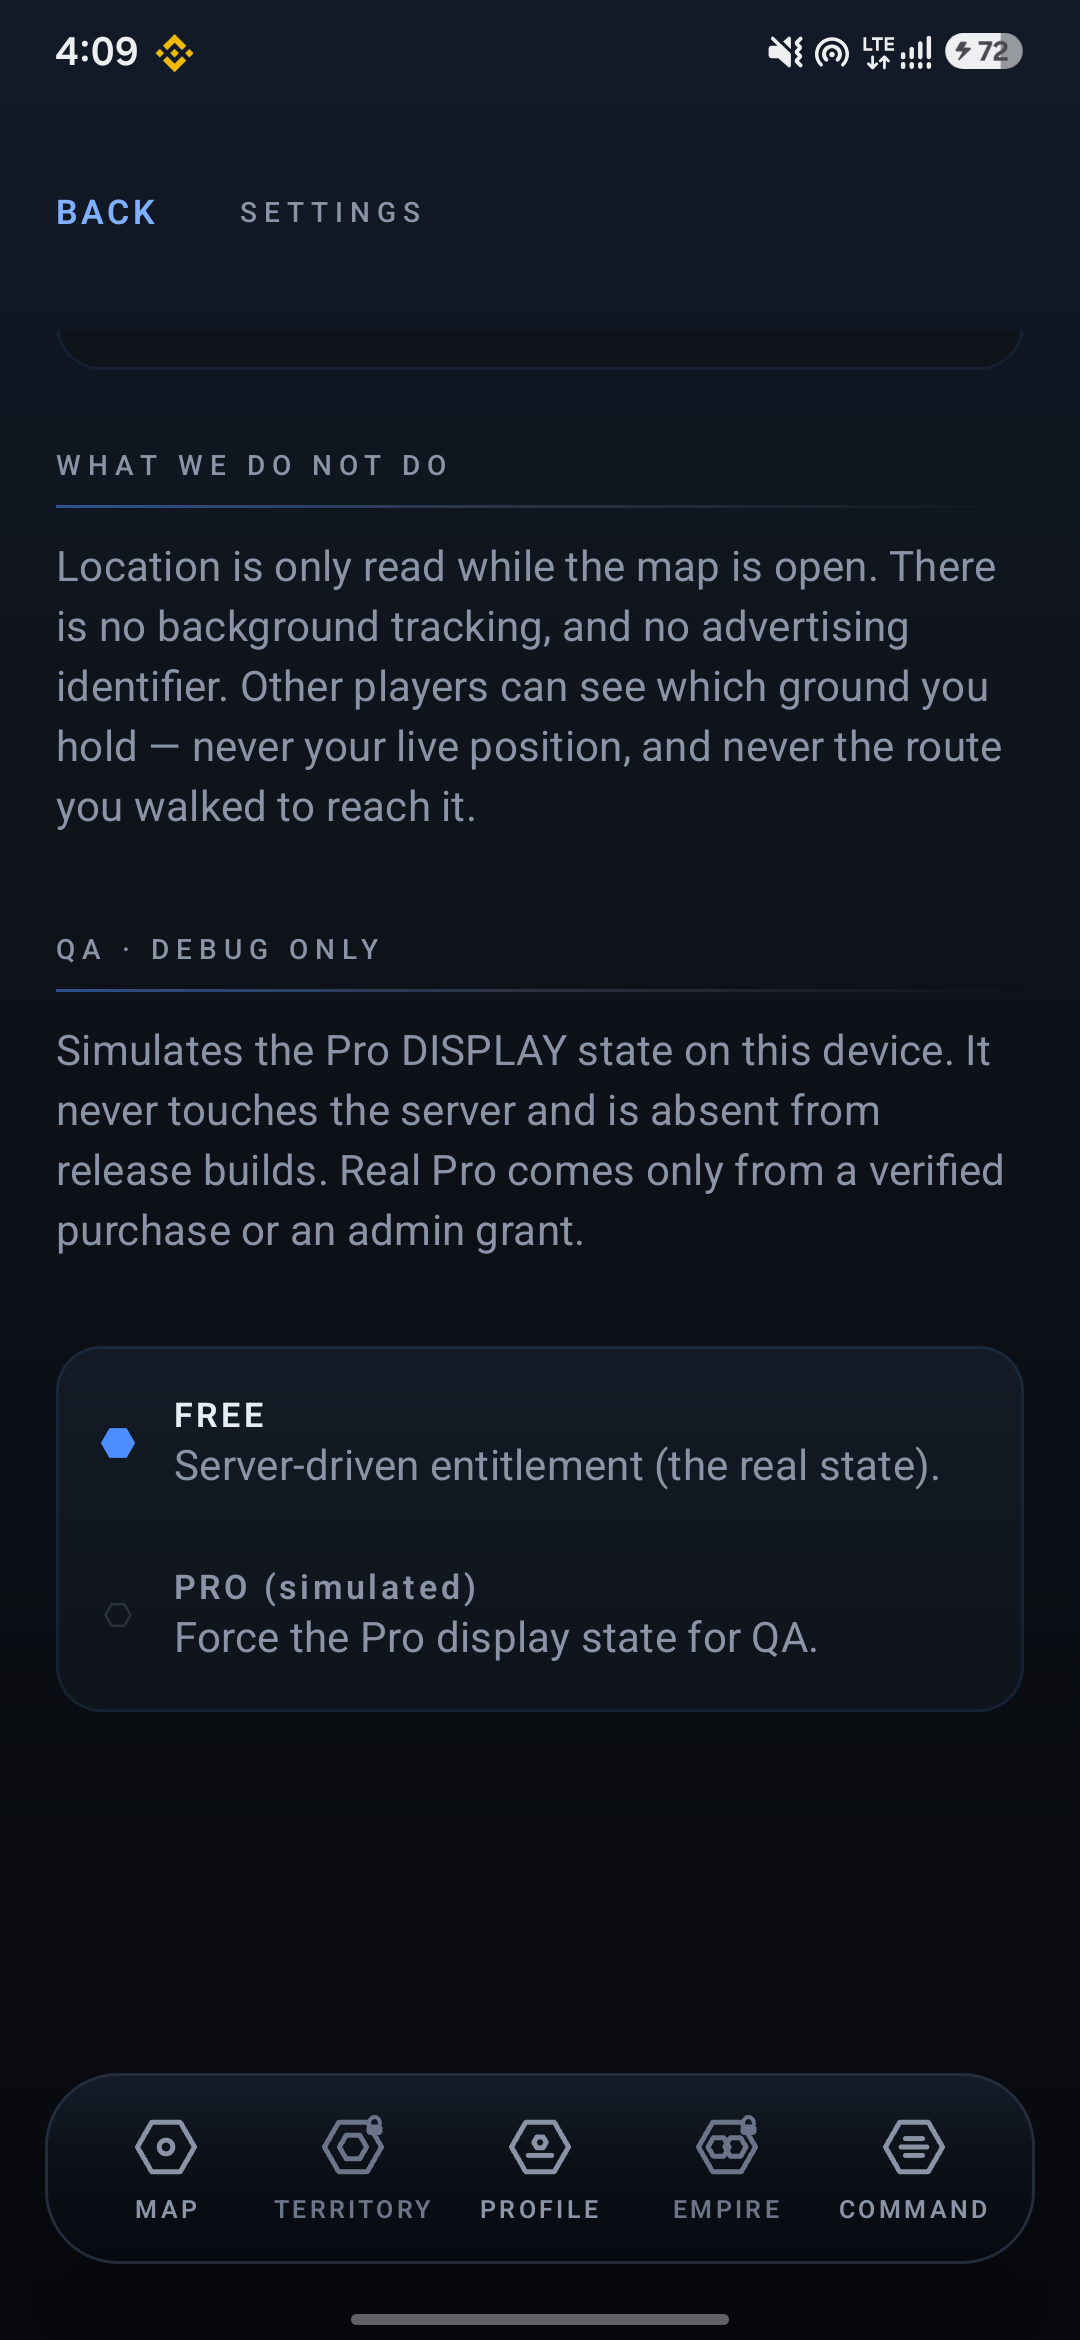 4:09
LTE
72
BACK
SETTINGS
WHAT WE DO NOT DO
Location is only read while the map is open. There
is no background tracking, and no advertising
identifier. Other players can see which ground you
hold — never your live position, and never the route
you walked to reach it.
QA · DEBUG ONLY
Simulates the Pro DISPLAY state on this device. It
never touches the server and is absent from
release builds. Real Pro comes only from a verified
purchase or an admin grant.
FREE
Server-driven entitlement (the real state).
PRO (simulated)
Force the Pro display state for QA.
MAP
TERRITORY
PROFILE
EMPIRE
COMMAND